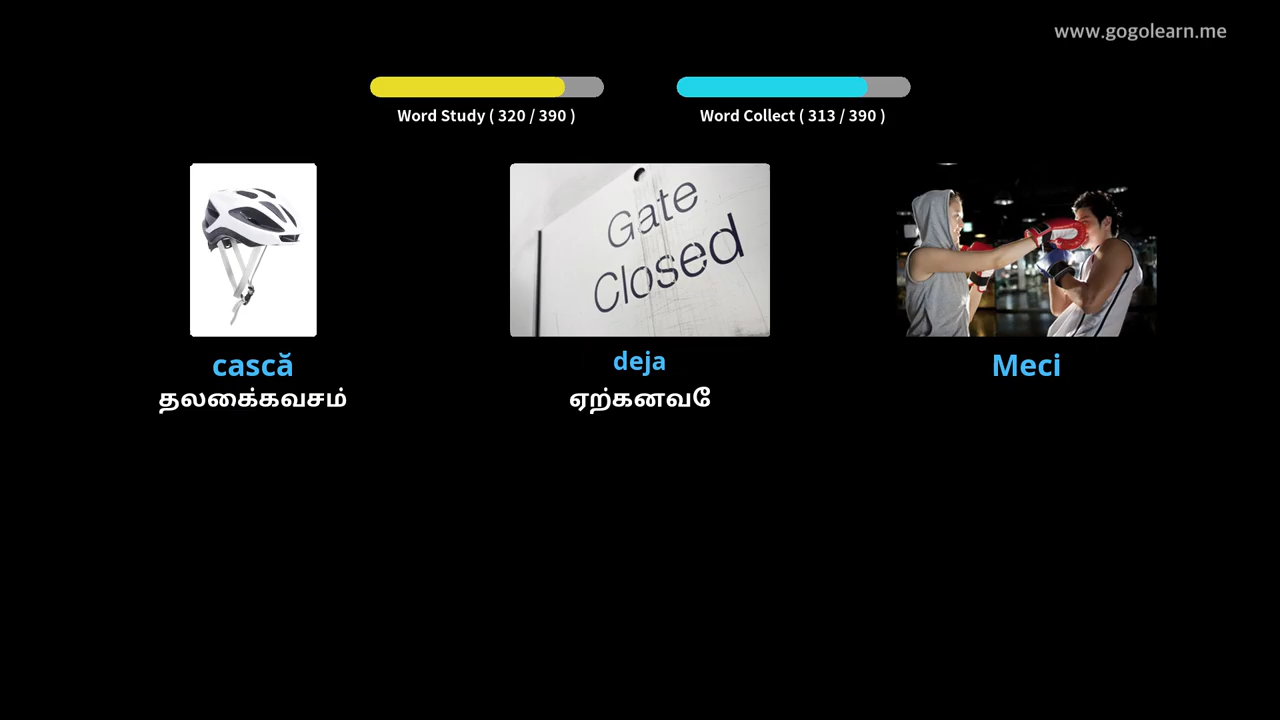 www.gogolearn.me
Word Study ( 320 / 390 )
Word Collect ( 313 / 390 )
Gate
Closed
cască
deja
Meci
தலைக்கவசம்
ஏற்கனவே